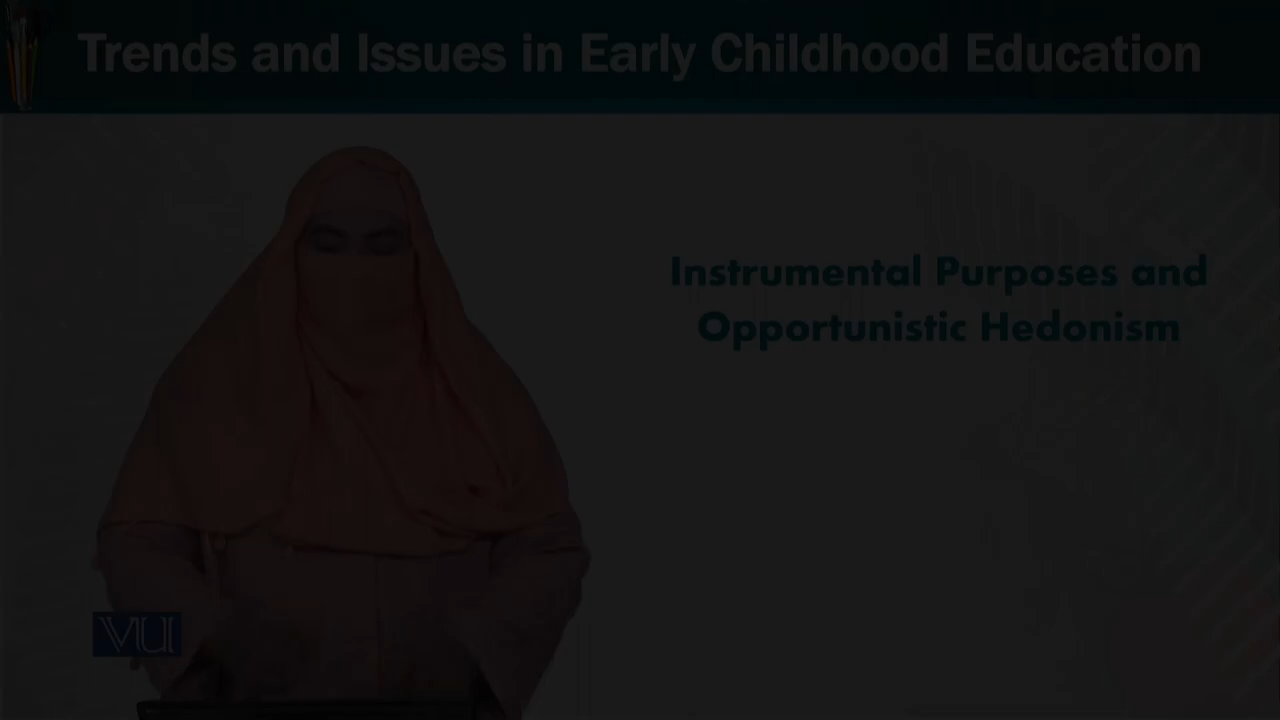 Trends and Issues in Early Childhood Education
Instrumental Purposes and
Opportunistic Hedonism
VU